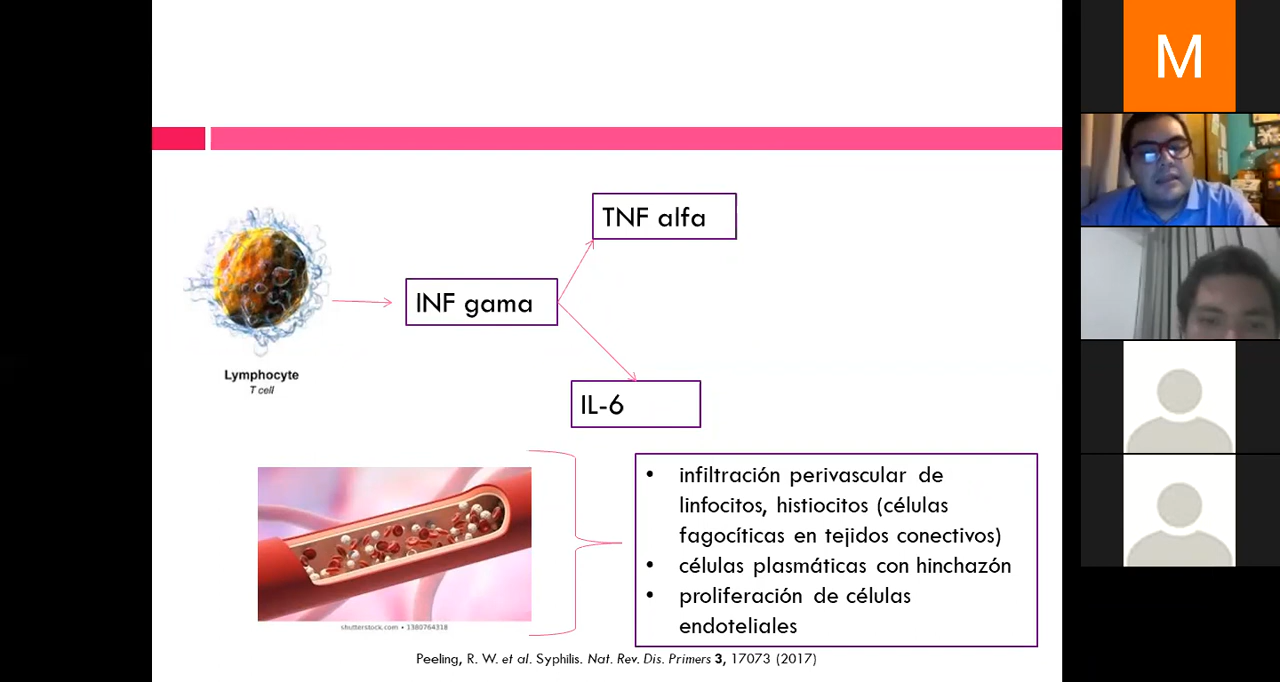 TNF alfa
INF gama
Lymphocyte
T cell
IL-6
• infiltración perivascular de
linfocitos, histiocitos (células
fagocíticas en tejidos conectivos)
• células plasmáticas con hinchazón
• proliferación de células
endoteliales
shutterstock.com • 1380764318
Peeling, R. W. et al. Syphilis. Nat. Rev. Dis. Primers 3, 17073 (2017)
M